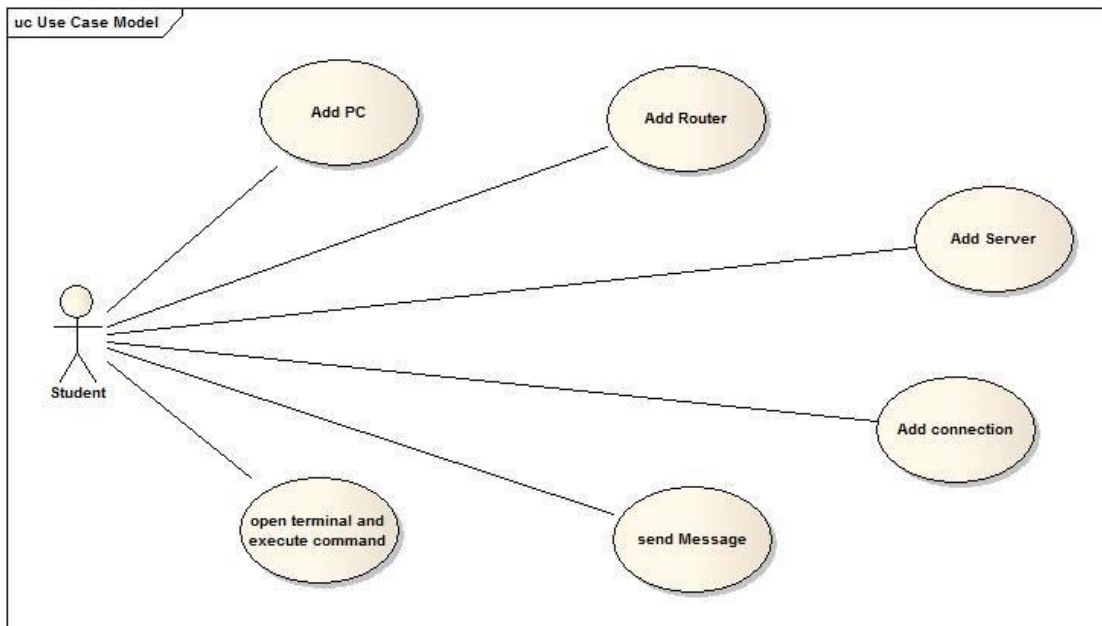 uc Use Case Model
Add PC
Add Router
Add Server
Student
Add connection
open terminal and
execute command
send Message